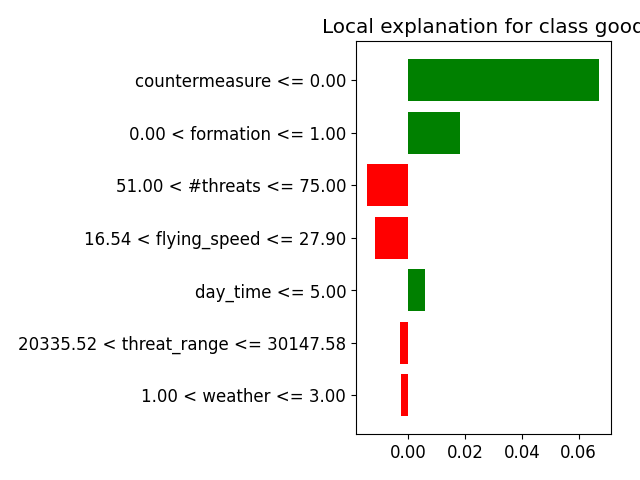 Local explanation for class good
countermeasure <= 0.00
0.00 < formation <= 1.00
51.00 < #threats <= 75.00
16.54 < flying_speed <= 27.90
day_time <= 5.00
20335.52 < threat_range <= 30147.58
1.00 < weather <= 3.00
0.00 0.02 0.04 0.06